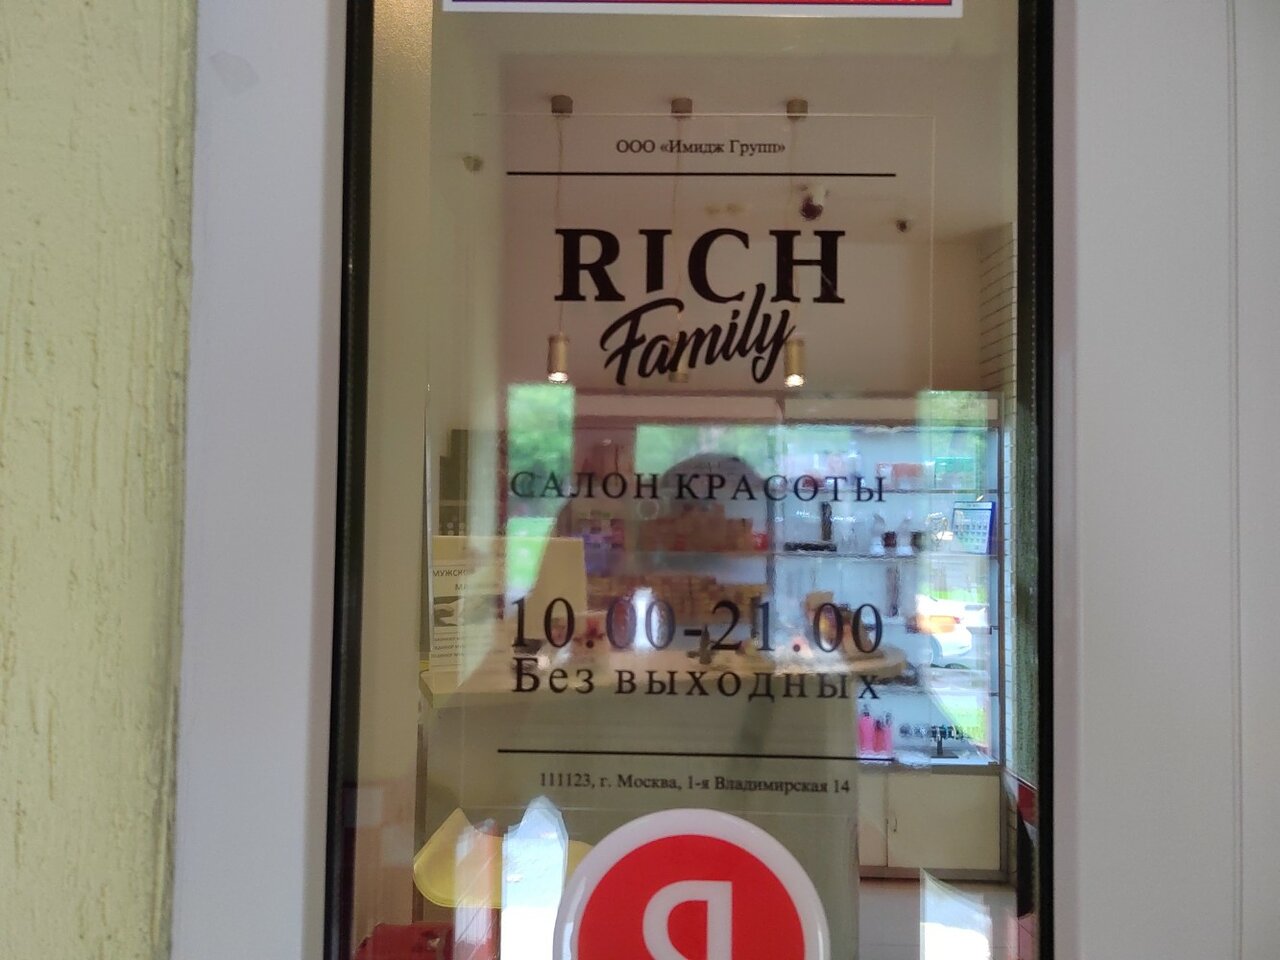 ООО «Имидж Групп»
RICH
Family
САЛОН КРАСОТЫ
10.00-21.00
Без выходных
111123, г. Москва, 1-я Владимирская 14
Я